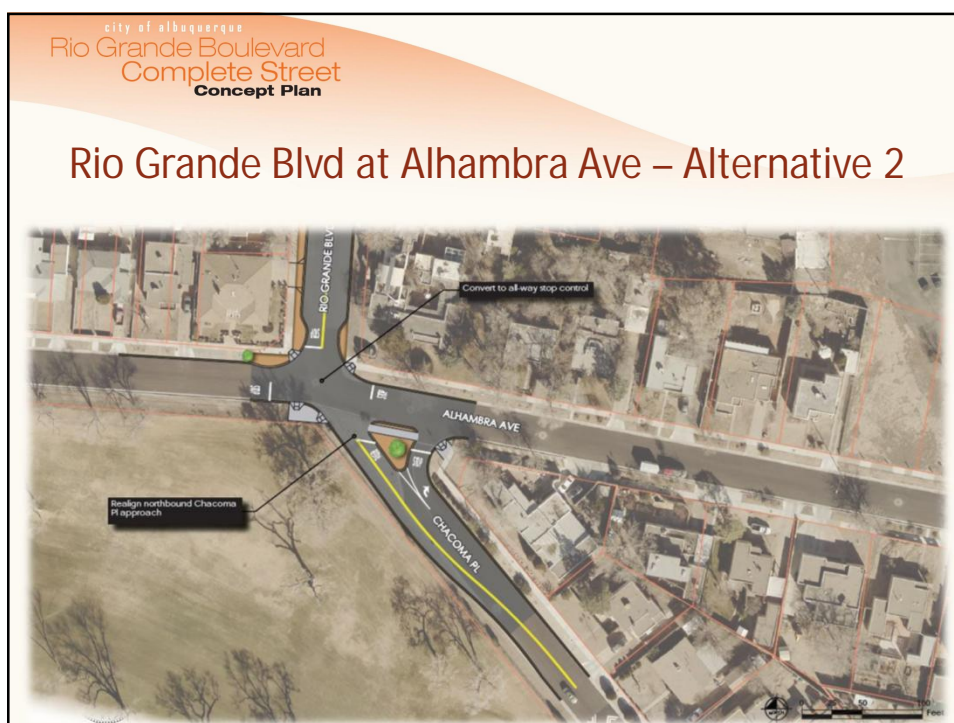 city of albuquerque
Rio Grande Boulevard
Complete Street
Concept Plan
Rio Grande Blvd at Alhambra Ave – Alternative 2
RIO GRANDE BLVD
Convert to all-way stop control
ALHAMBRA AVE
Realign northbound Chacoma
Pl approach
CHACOMA PL
50
100
Feet